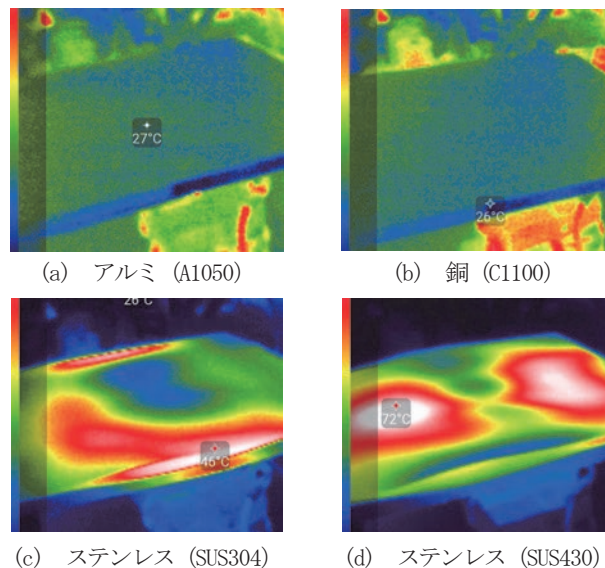 27°C
26°C
(a) アルミ (A1050)
(b) 銅 (C1100)
26°C
46°C
72°C
(c) ステンレス (SUS304)
(d) ステンレス (SUS430)